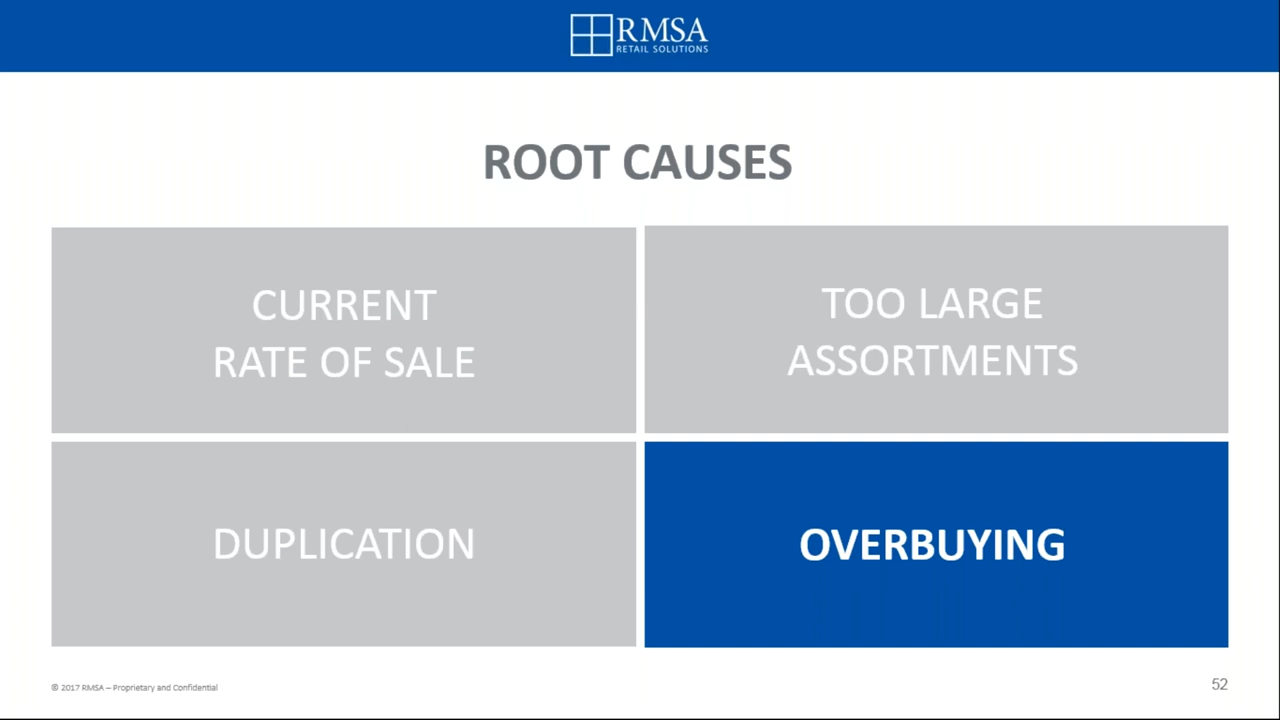 RMSA
RETAIL SOLUTIONS
ROOT CAUSES
CURRENT
RATE OF SALE
TOO LARGE
ASSORTMENTS
DUPLICATION
OVERBUYING
© 2017 RMSA – Proprietary and Confidential
52